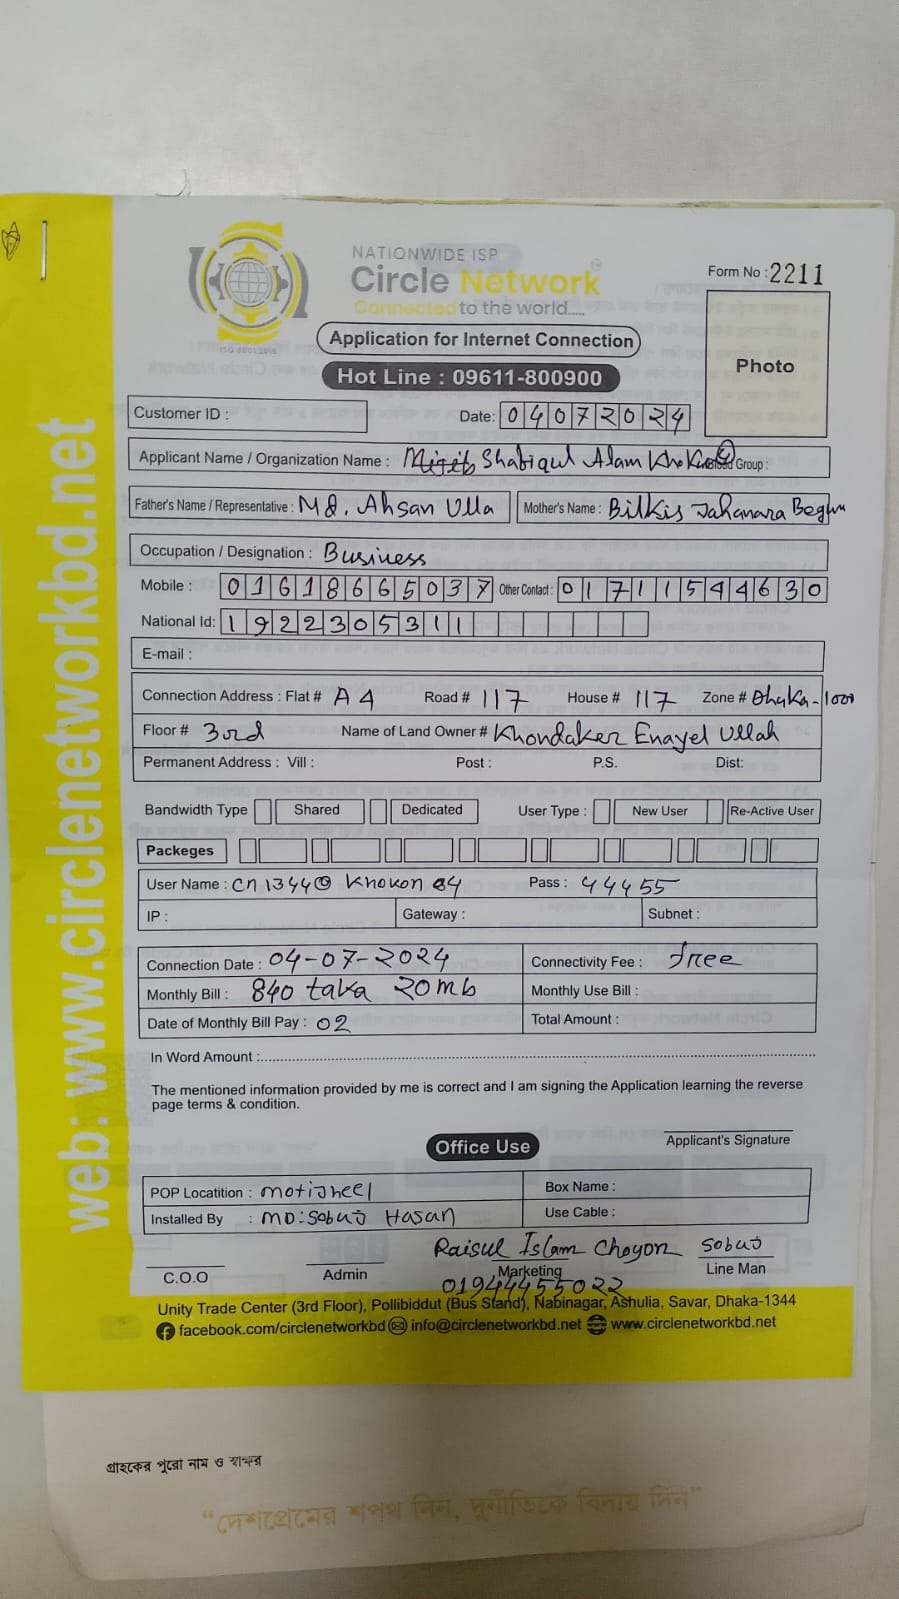 NATIONWIDE ISP
Circle Network
Connected to the world.....
Form No : 2211
Application for Internet Connection
Hot Line : 09611-800900
Photo
Customer ID :
Date: 04072024
Applicant Name / Organization Name : Shafiqul Alam Khokon Blood Group :
Father's Name / Representative : Md. Ahsan Ulla Mother's Name : Bilkis Jahanara Begum
Occupation / Designation : Business
Mobile : 01618665037 Other Contact : 01711544630
National Id: 1922305311
E-mail :
Connection Address : Flat # A4 Road # 117 House # 117 Zone # Dhaka-1000
Floor # 3rd Name of Land Owner # Khondaker Enayel Ullah
Permanent Address : Vill : Post : P.S. Dist:
Bandwidth Type Shared Dedicated User Type : New User Re-Active User
Packeges
User Name : cn1344@ Khokon 84 Pass : 44455
IP : Gateway : Subnet :
Connection Date : 04-07-2024 Connectivity Fee : free
Monthly Bill : 840 taka 20mb Monthly Use Bill :
Date of Monthly Bill Pay : 02 Total Amount :
In Word Amount :
The mentioned information provided by me is correct and I am signing the Application learning the reverse
page terms & condition.
Applicant's Signature
Office Use
POP Locatition : motijheel Box Name :
Installed By : MD: Sobuj Hasan Use Cable :
Raisul Islam Choyon Sobuj
C.O.O Admin Marketing Line Man
01944455022
Unity Trade Center (3rd Floor), Pollibiddut (Bus Stand), Nabinagar, Ashulia, Savar, Dhaka-1344
facebook.com/circlenetworkbd info@circlenetworkbd.net www.circlenetworkbd.net
web: www.circlenetworkbd.net
গ্রাহকের পুরো নাম ও স্বাক্ষর
“দেশপ্রেমের শপথ নিন, দুর্নীতিকে বিদায় দিন”